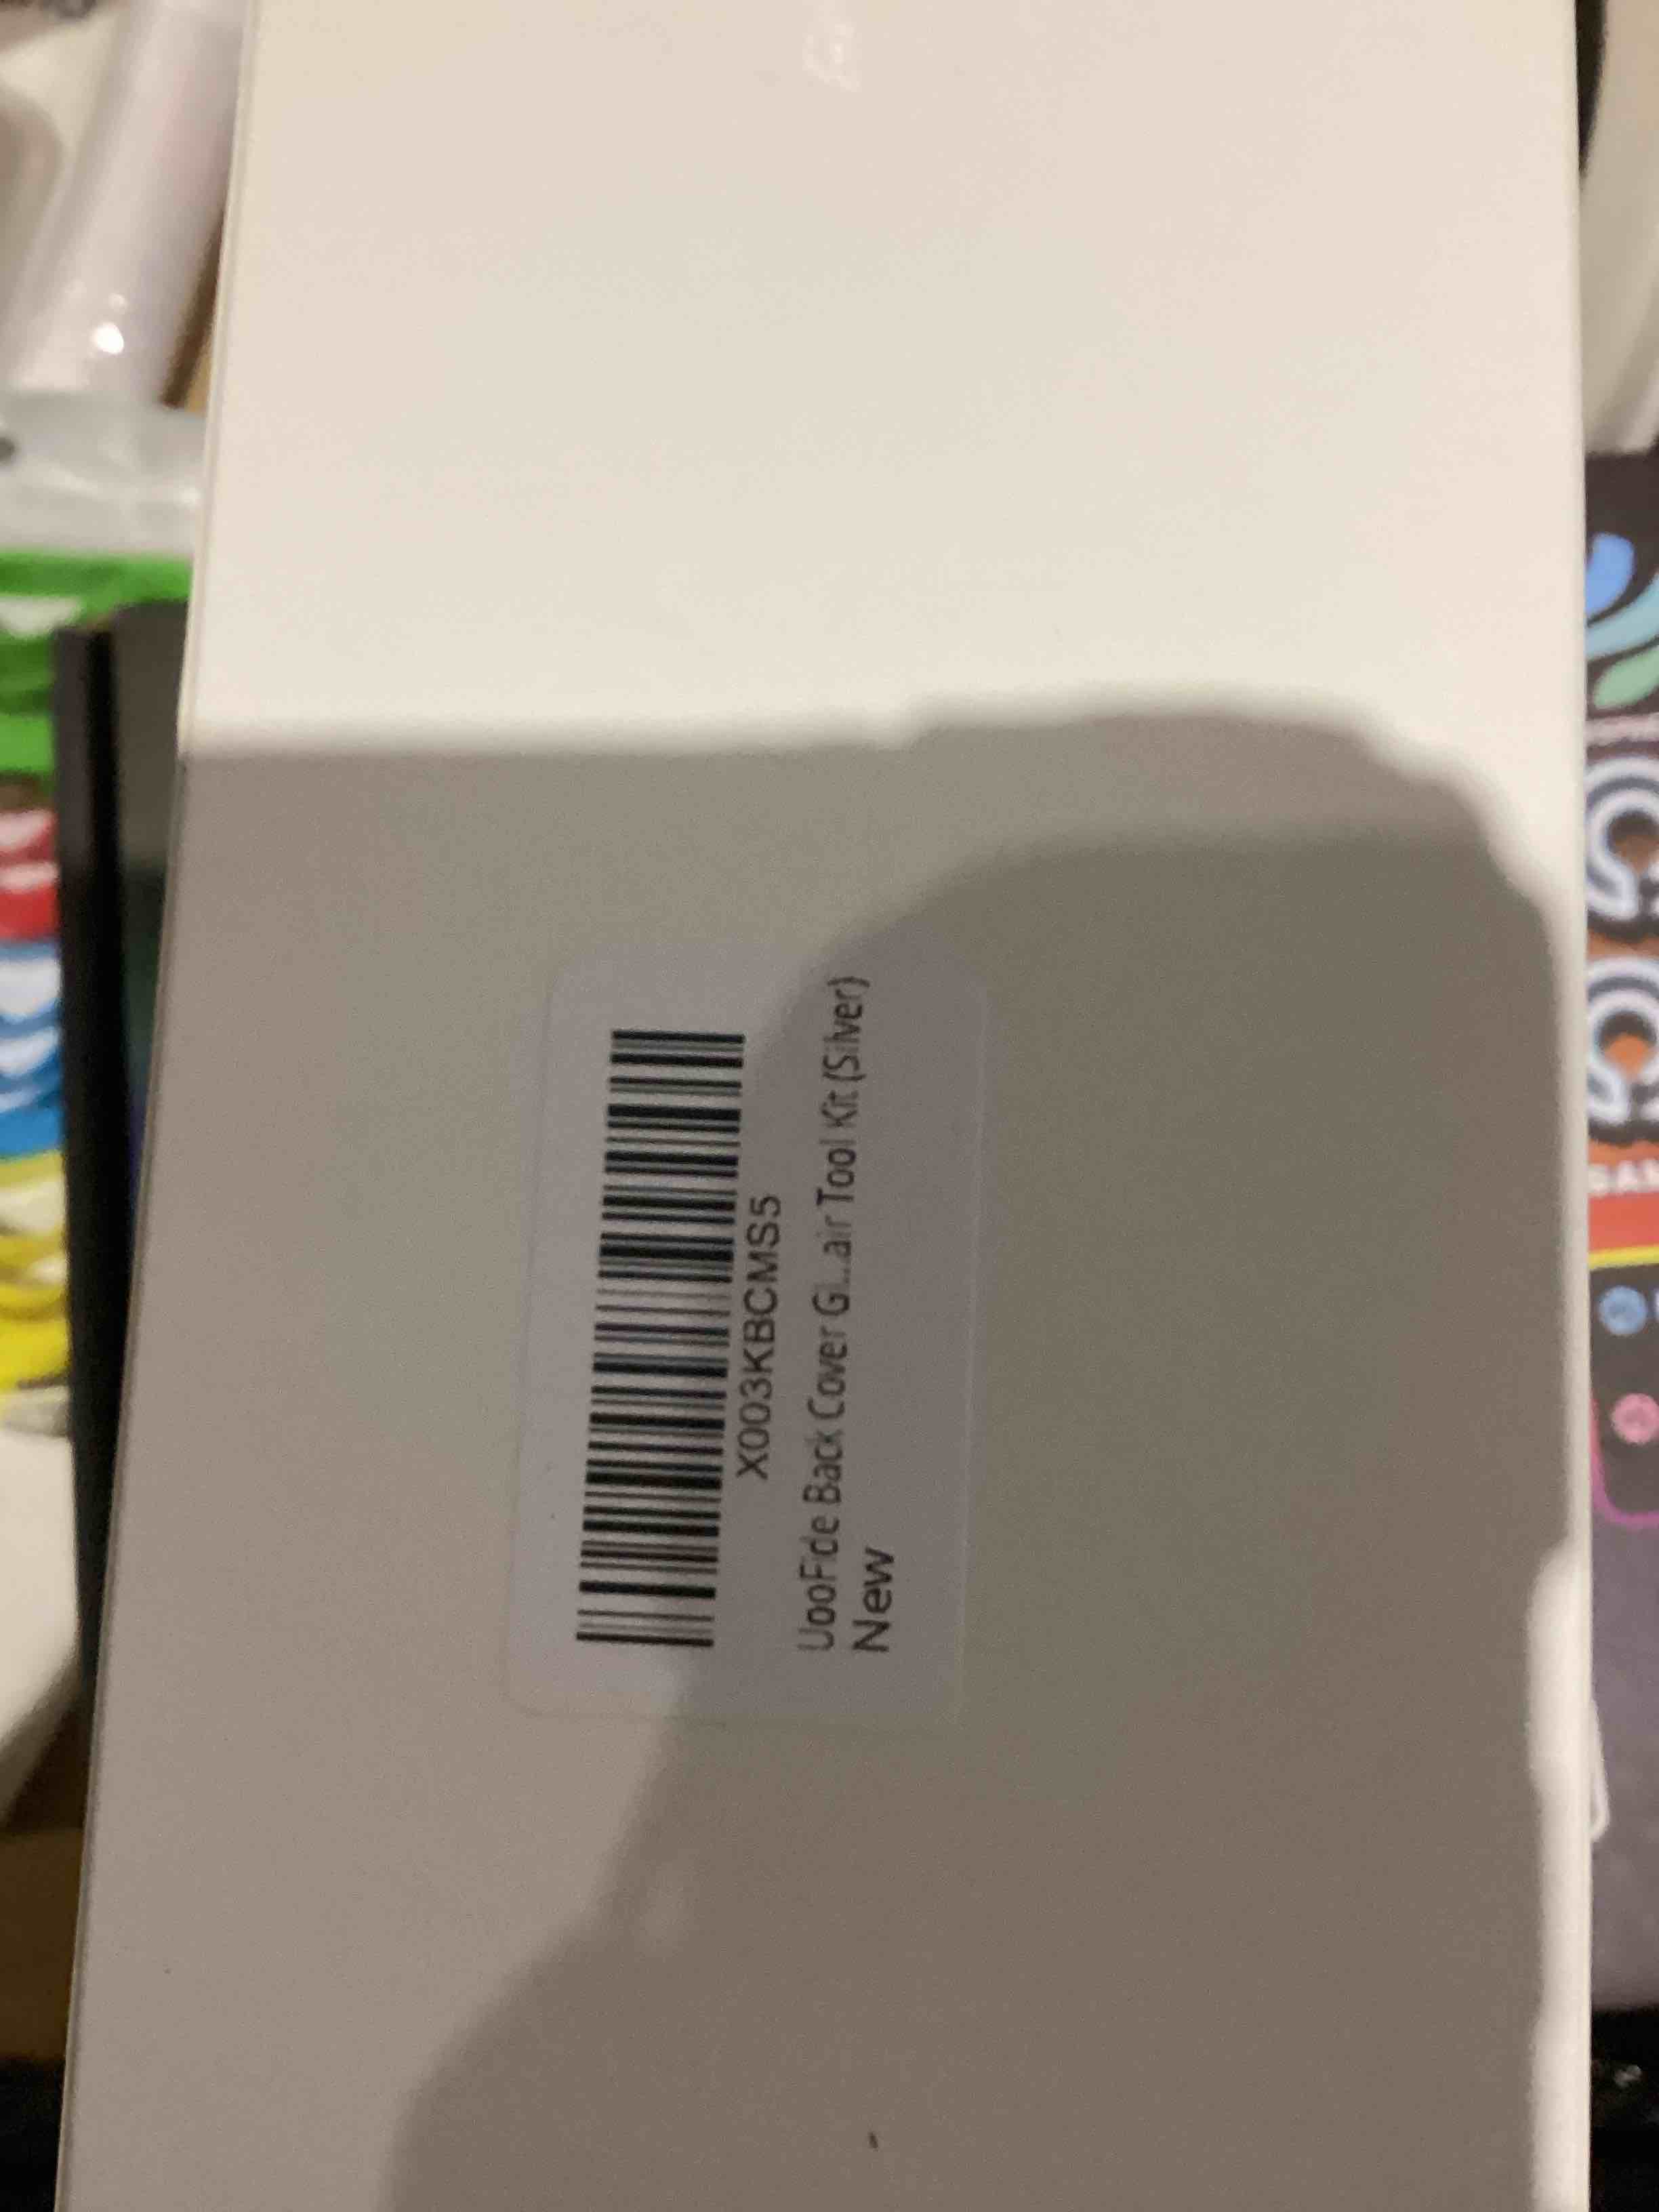 X003KBCMS5
UooFide Back Cover Gl...air Tool Kit (Silver)
New